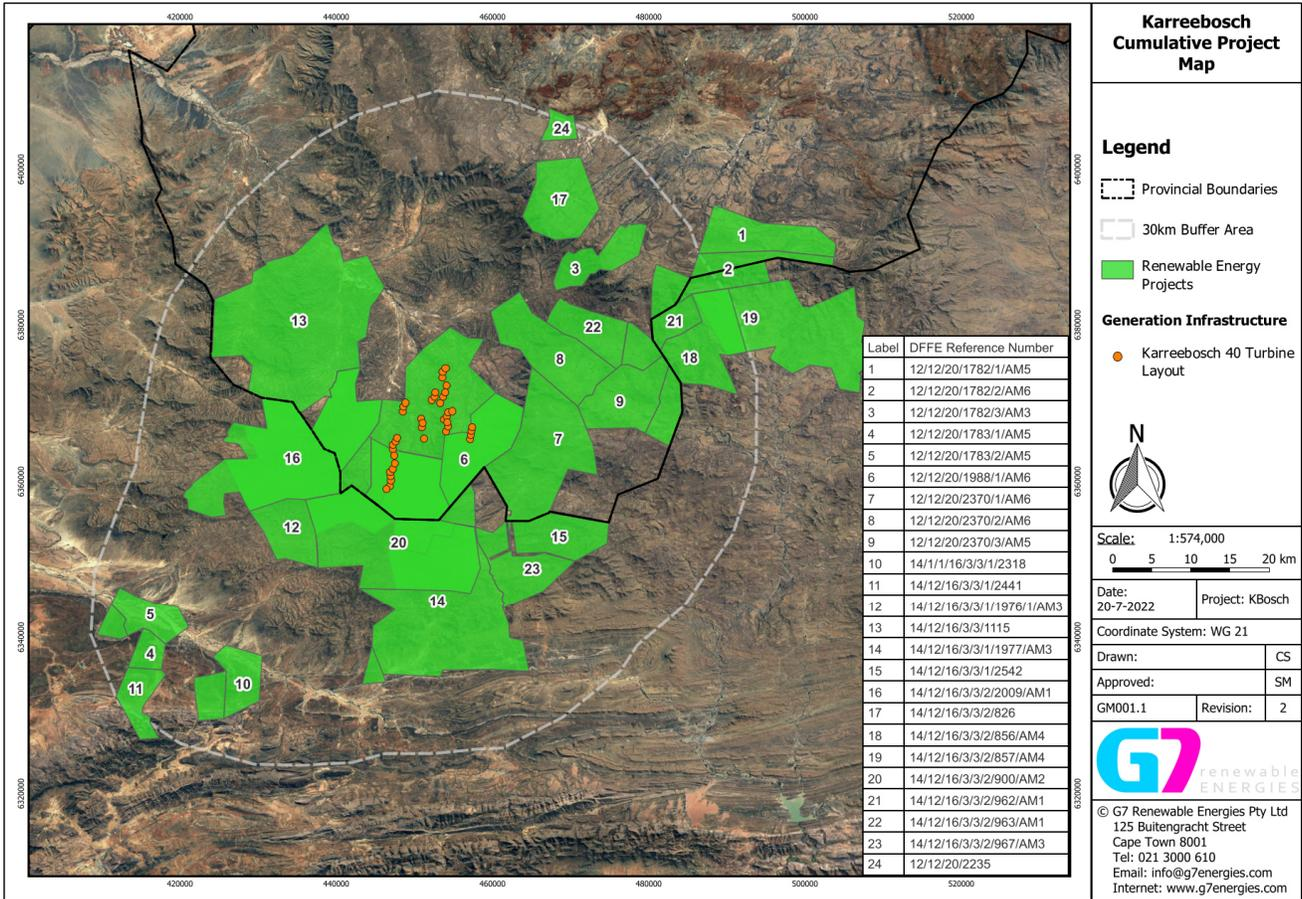 420000
440000
460000
480000
500000
520000
6400000
6380000
6360000
6340000
6320000
6400000
6380000
6360000
6340000
6320000
24
17
1
3
2
13
22
21
19
8
18
9
7
16
6
12
20
15
23
14
5
4
11
10
Label DFFE Reference Number
1 12/12/20/1782/1/AM5
2 12/12/20/1782/2/AM6
3 12/12/20/1782/3/AM3
4 12/12/20/1783/1/AM5
5 12/12/20/1783/2/AM5
6 12/12/20/1988/1/AM6
7 12/12/20/2370/1/AM6
8 12/12/20/2370/2/AM6
9 12/12/20/2370/3/AM5
10 14/1/1/16/3/3/1/2318
11 14/12/16/3/3/1/2441
12 14/12/16/3/3/1/1976/1/AM3
13 14/12/16/3/3/1115
14 14/12/16/3/3/1/1977/AM3
15 14/12/16/3/3/1/2542
16 14/12/16/3/3/2/2009/AM1
17 14/12/16/3/3/2/826
18 14/12/16/3/3/2/856/AM4
19 14/12/16/3/3/2/857/AM4
20 14/12/16/3/3/2/900/AM2
21 14/12/16/3/3/2/962/AM1
22 14/12/16/3/3/2/963/AM1
23 14/12/16/3/3/2/967/AM3
24 12/12/20/2235
420000
440000
460000
480000
500000
520000
Karreebosch
Cumulative Project
Map
Legend
Provincial Boundaries
30km Buffer Area
Renewable Energy
Projects
Generation Infrastructure
Karreebosch 40 Turbine
Layout
N
Scale: 1:574,000
0 5 10 15 20 km
Date:
20-7-2022
Project: KBosch
Coordinate System: WG 21
Drawn: CS
Approved: SM
GM001.1 Revision: 2
G7
renewable
ENERGIES
© G7 Renewable Energies Pty Ltd
125 Buitengracht Street
Cape Town 8001
Tel: 021 3000 610
Email: info@g7energies.com
Internet: www.g7energies.com